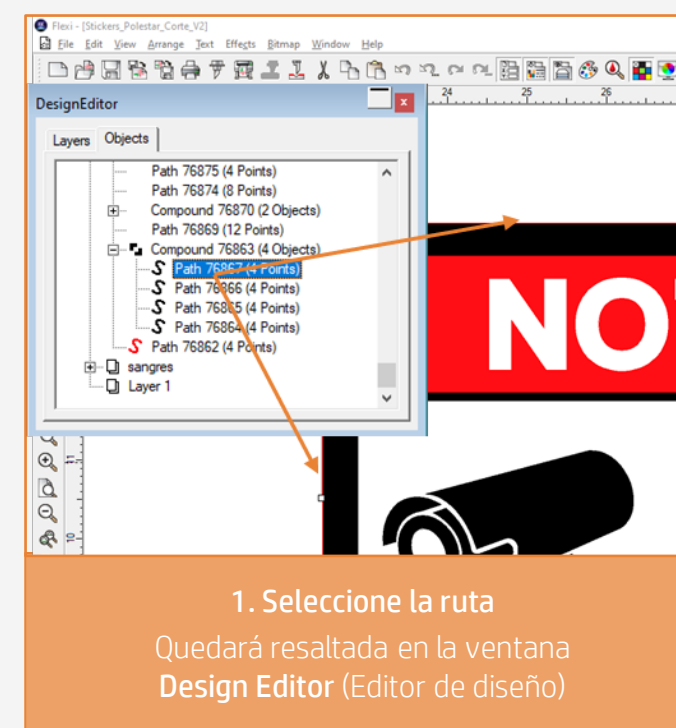 Flexi - [Stickers_Polestar_Corte_V2]
File Edit View Arrange Text Effects Bitmap Window Help
DesignEditor
x
24 25 26
Layers Objects
Path 76875 (4 Points)
Path 76874 (8 Points)
Compound 76870 (2 Objects)
Path 76869 (12 Points)
Compound 76863 (4 Objects)
Path 76867 (4 Points)
Path 76866 (4 Points)
Path 76865 (4 Points)
Path 76864 (4 Points)
Path 76862 (4 Points)
sangres
Layer 1
NOT
11
10
1. Seleccione la ruta
Quedará resaltada en la ventana
Design Editor (Editor de diseño)